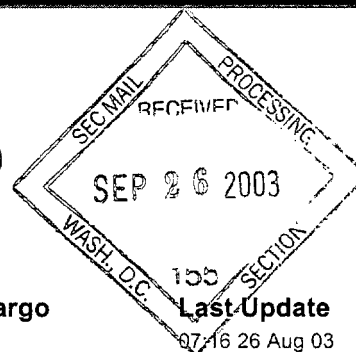 SEC MAIL PROCESSING
RECEIVED
SEP 26 2003
WASH., D.C. SECTION
155
argo Last Update
07:16 26 Aug 03